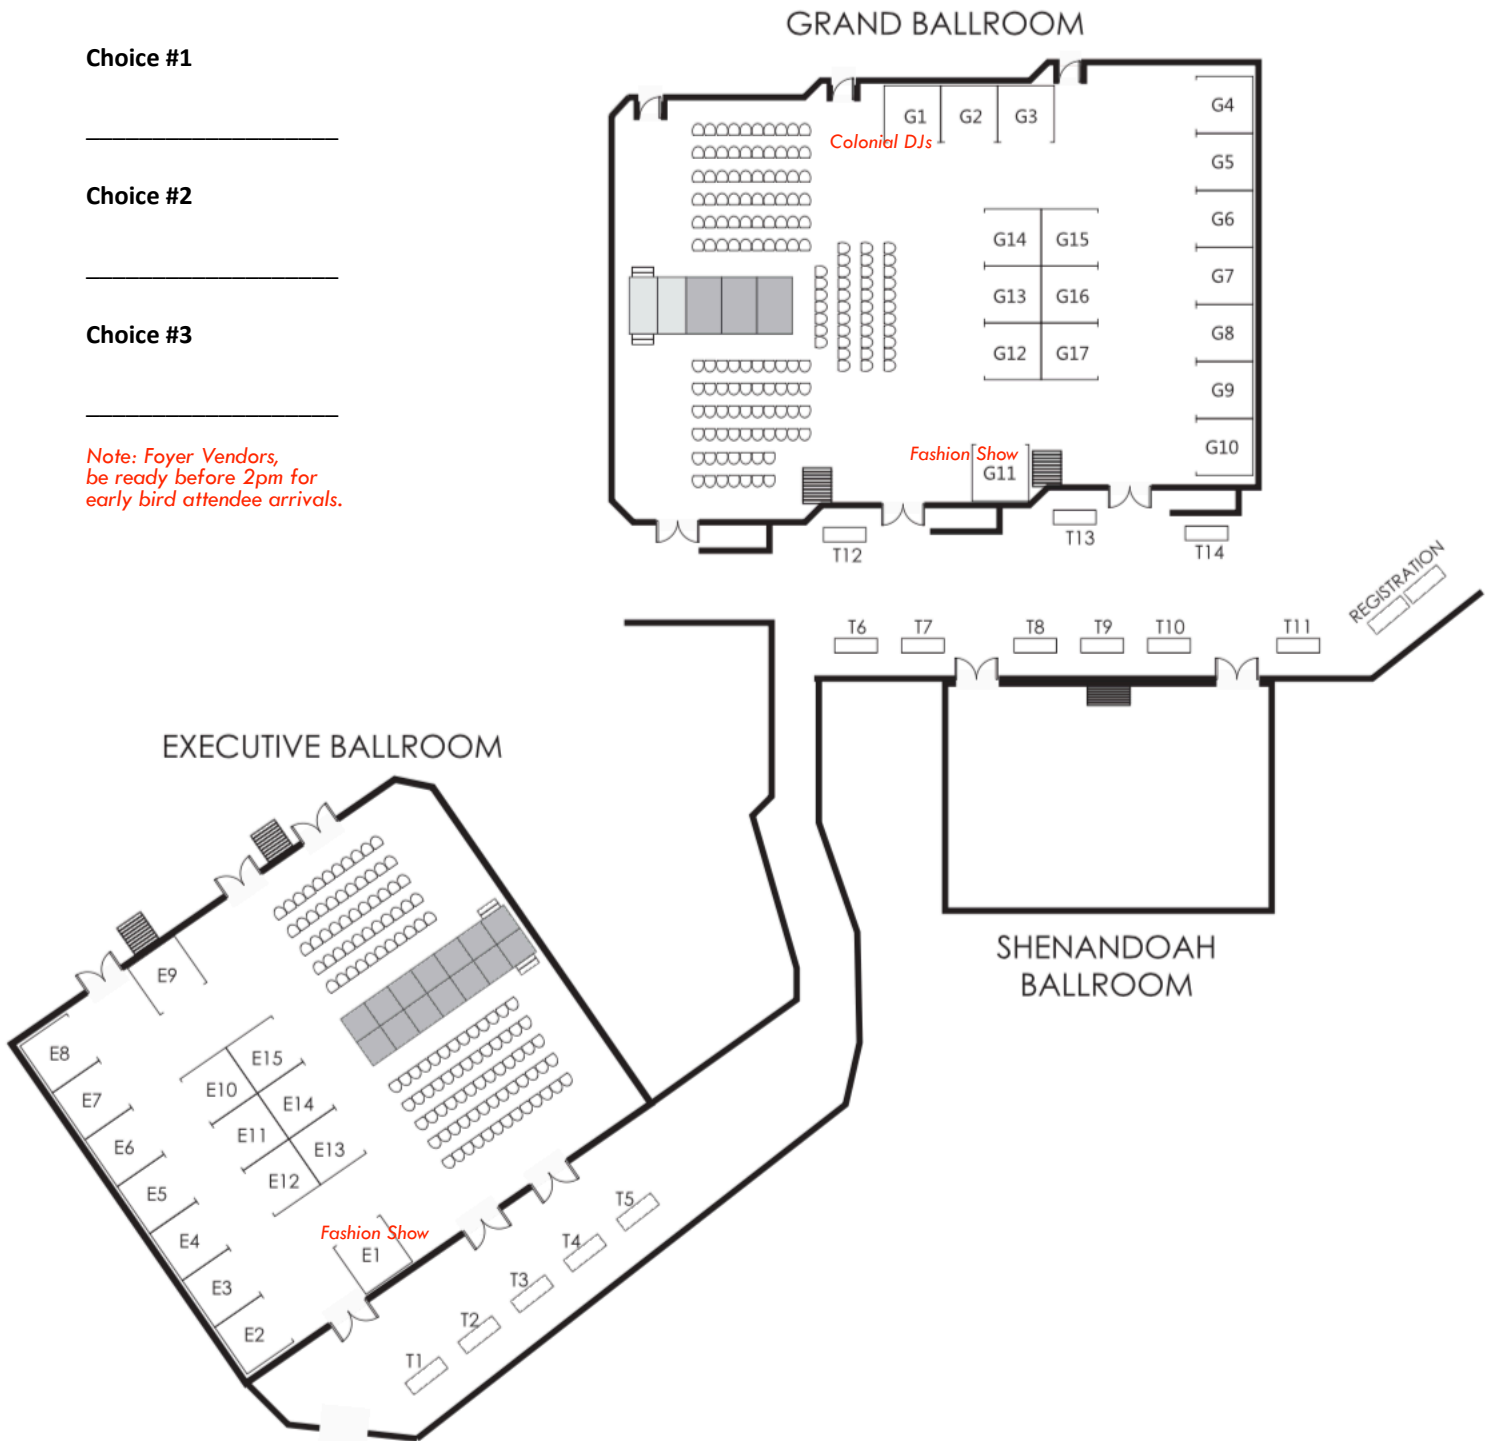 GRAND BALLROOM
Choice #1
Choice #2
Choice #3
Note: Foyer Vendors,
be ready before 2pm for
early bird attendee arrivals.
G1 G2 G3
Colonial DJs
G4
G5
G6
G7
G8
G9
G10
G14 G15
G13 G16
G12 G17
Fashion Show
G11
T12
T13
T14
REGISTRATION
T6 T7 T8 T9 T10 T11
EXECUTIVE BALLROOM
SHENANDOAH
BALLROOM
E9
E8
E7
E6
E5
E4
E3
E2
E15
E10
E14
E11
E13
E12
Fashion Show
E1
T5
T4
T3
T2
T1